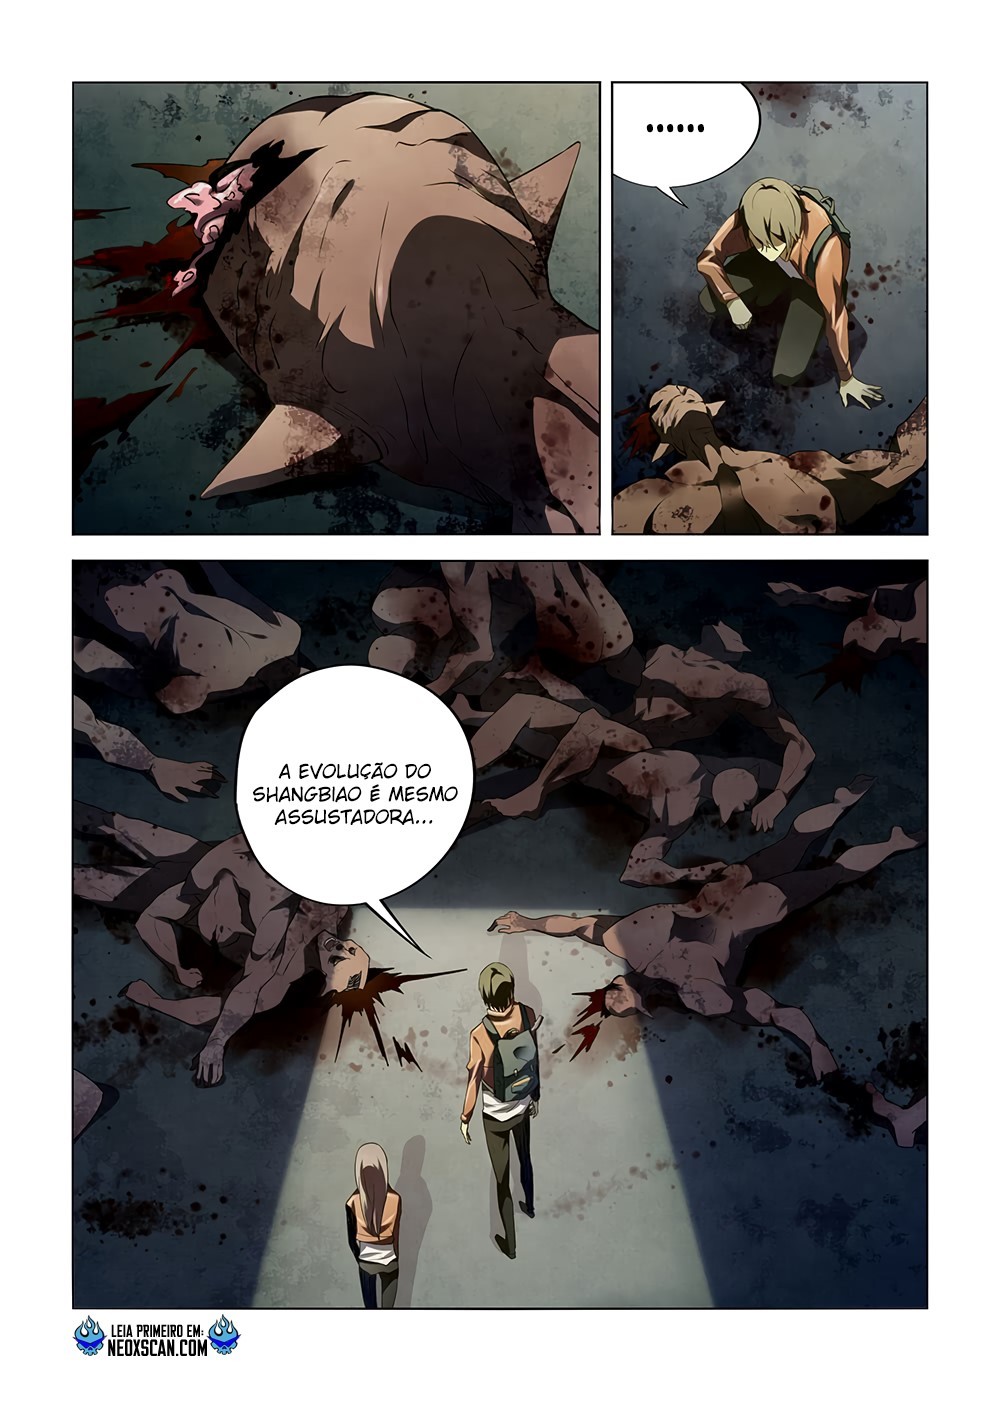 ••••••
A EVOLUÇÃO DO
SHANGBIAO É MESMO
ASSUSTADORA...
LEIA PRIMEIRO EM:
NEOXSCAN.COM